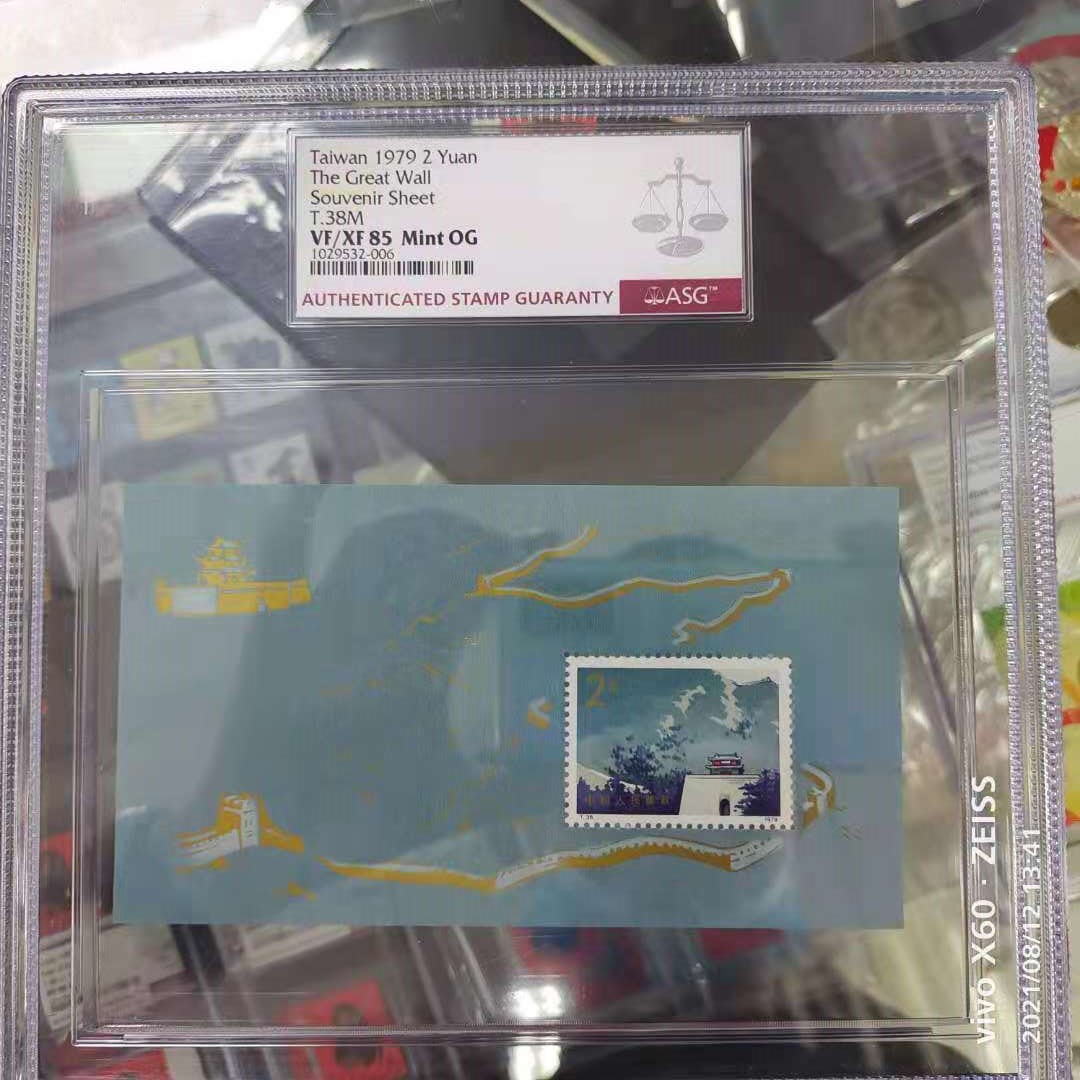 Taiwan 1979 2 Yuan
The Great Wall
Souvenir Sheet
T.38M
VF/XF 85 Mint OG
1029532-006
AUTHENTICATED STAMP GUARANTY
ASG™
2
中国人民邮政
T.38
1979
vivo X60 · ZEISS
2021/08/12 13:41